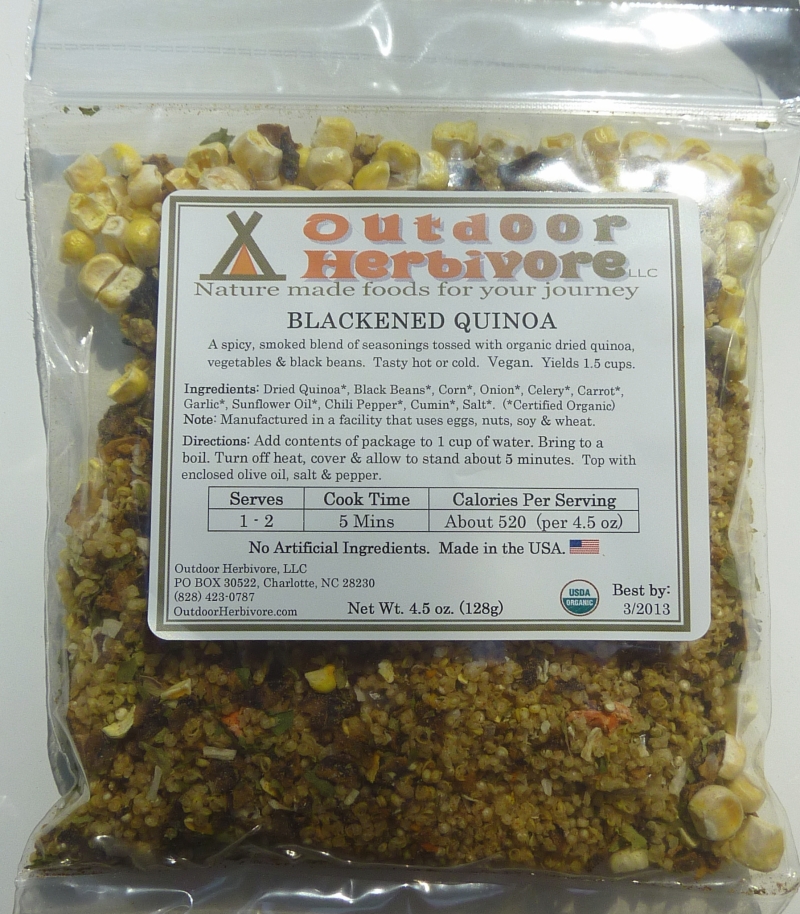 Outdoor
Herbivore LLC
Nature made foods for your journey
BLACKENED QUINOA
A spicy, smoked blend of seasonings tossed with organic dried quinoa,
vegetables & black beans. Tasty hot or cold. Vegan. Yields 1.5 cups.
Ingredients: Dried Quinoa*, Black Beans*, Corn*, Onion*, Celery*, Carrot*,
Garlic*, Sunflower Oil*, Chili Pepper*, Cumin*, Salt*. (*Certified Organic)
Note: Manufactured in a facility that uses eggs, nuts, soy & wheat.
Directions: Add contents of package to 1 cup of water. Bring to a
boil. Turn off heat, cover & allow to stand about 5 minutes. Top with
enclosed olive oil, salt & pepper.
Serves Cook Time Calories Per Serving
1 - 2 5 Mins About 520 (per 4.5 oz)
No Artificial Ingredients. Made in the USA.
Outdoor Herbivore, LLC
PO BOX 30522, Charlotte, NC 28230
(828) 423-0787
OutdoorHerbivore.com
Net Wt. 4.5 oz. (128g)
USDA
ORGANIC
Best by:
3/2013